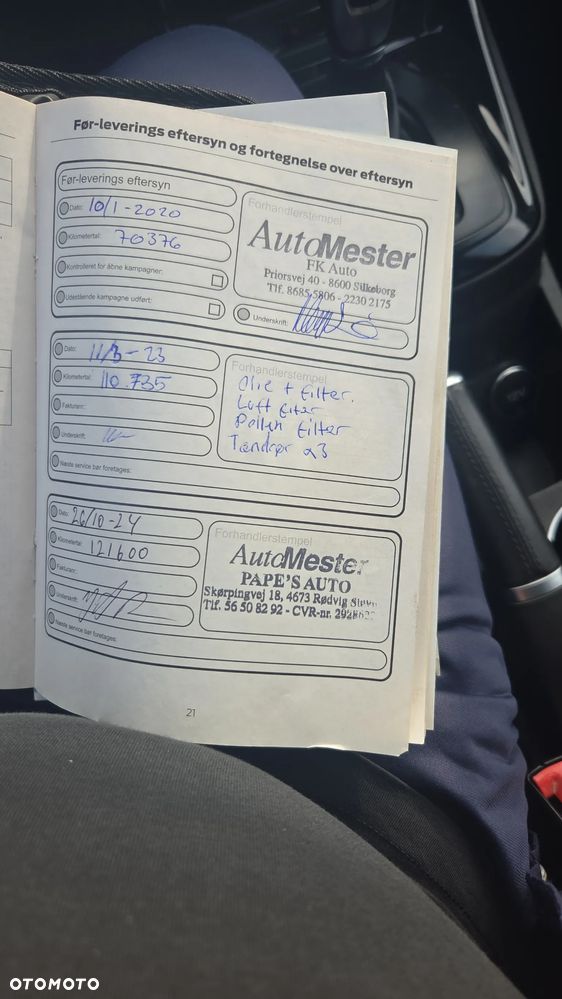 Før-leverings eftersyn og fortegnelse over eftersyn
Før-leverings eftersyn
Dato: 10/1-2020
Kilometertal: 70376
Kontrolleret for åbne kampagner:
Udestående kampagne udført:
Forhandlerstempel
AutoMester
FK Auto
Priorsvej 40 - 8600 Silkeborg
Tlf. 8685 5806 - 2230 2175
Underskrift:
Dato: 11/3-23
Kilometertal: 110.735
Fakturanr.:
Underskrift:
Næste service bør foretages:
Forhandlerstempel
Olie + filter.
Luft filter
Pollen filter
Tændrør x3
Dato: 26/10-24
Kilometertal: 121600
Fakturanr.:
Underskrift:
Næste service bør foretages:
Forhandlerstempel
AutoMester
PAPE'S AUTO
Skørpingvej 18, 4673 Rødvig
Tlf. 56 50 82 92 - CVR-nr.
21
OTOMOTO